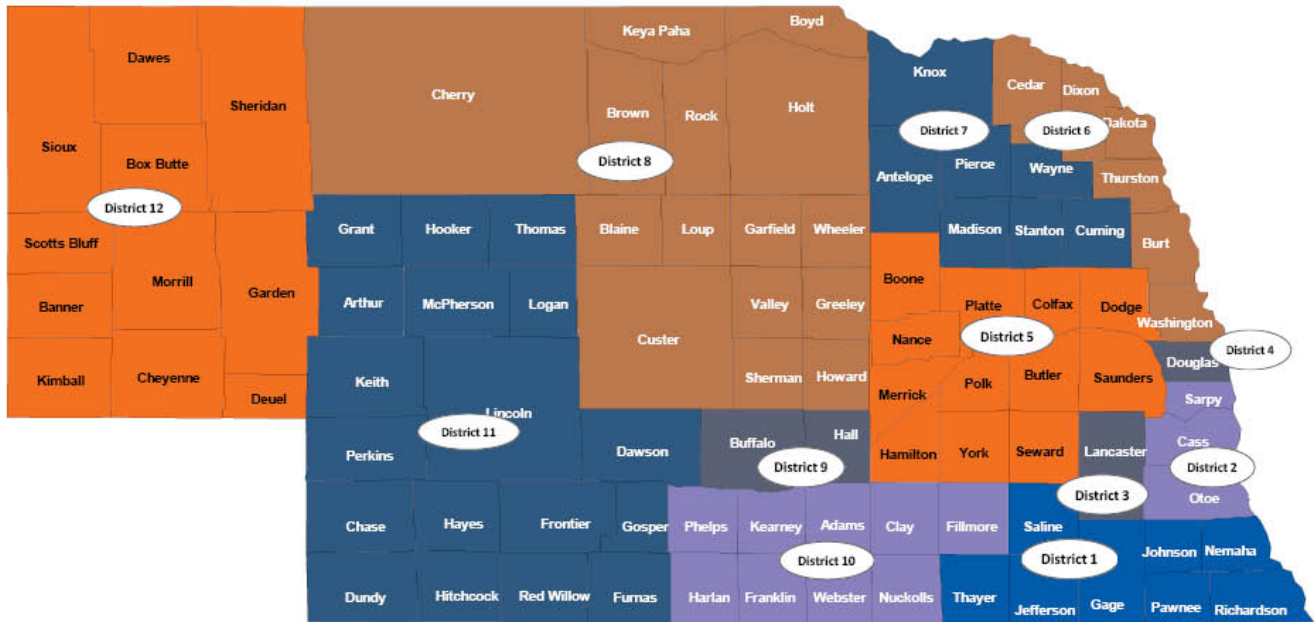 Boyd
Keya Paha
Dawes
Knox
Cedar
Dixon
Cherry
Sheridan
Holt
Brown
Rock
Dakota
District 7
District 6
Sioux
Box Butte
District 8
Pierce
Wayne
Antelope
Thurston
District 12
Grant
Hooker
Thomas
Blaine
Loup
Garfield
Wheeler
Madison
Stanton
Cuming
Burt
Scotts Bluff
Morrill
Garden
Boone
Banner
Arthur
McPherson
Logan
Valley
Greeley
Platte
Colfax
Dodge
Washington
Custer
Nance
District 5
District 4
Douglas
Kimball
Cheyenne
Keith
Sherman
Howard
Polk
Butler
Saunders
Deuel
Merrick
Sarpy
Lincoln
District 11
Buffalo
Hall
Cass
Perkins
Dawson
Hamilton
York
Seward
Lancaster
District 9
District 2
District 3
Otoe
Chase
Hayes
Frontier
Gosper
Phelps
Kearney
Adams
Clay
Fillmore
Saline
District 10
District 1
Johnson
Nemaha
Dundy
Hitchcock
Red Willow
Furnas
Harlan
Franklin
Webster
Nuckolls
Thayer
Jefferson
Gage
Pawnee
Richardson